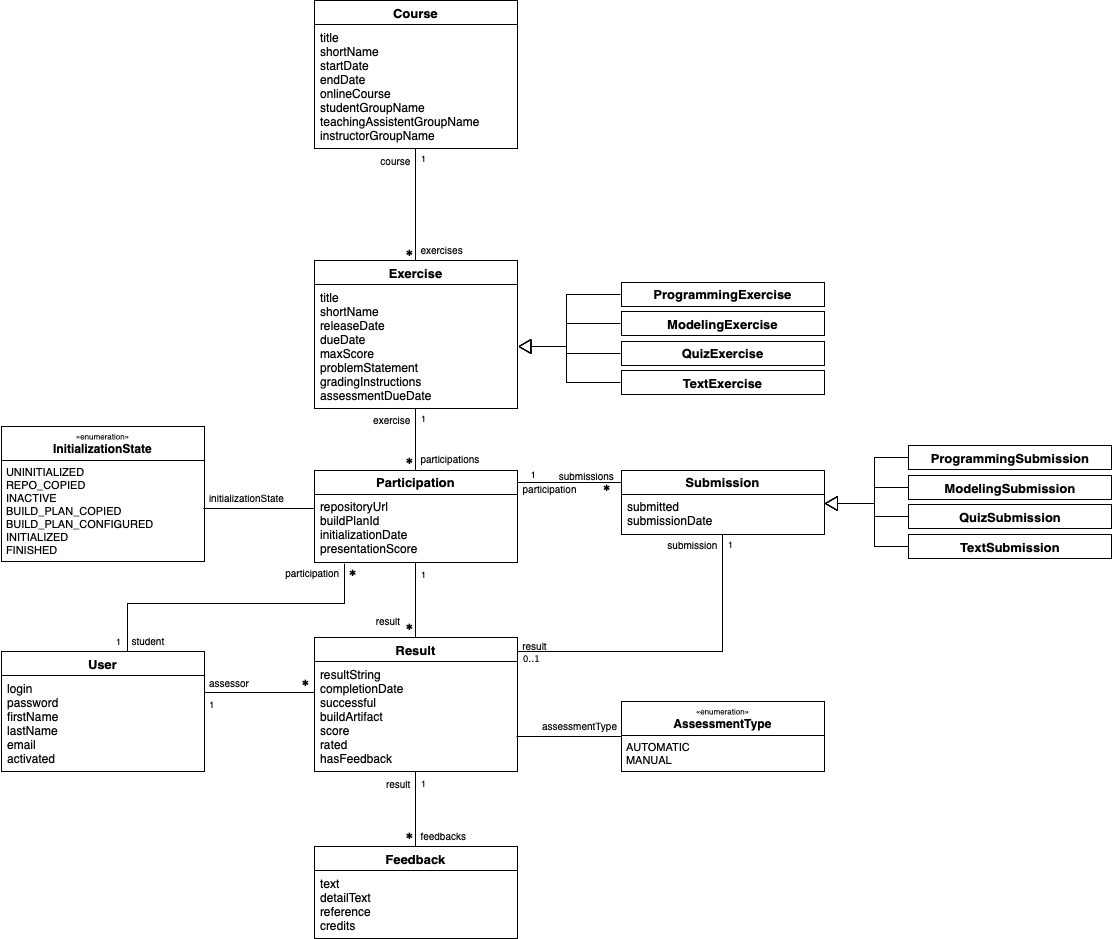 Course
title
shortName
startDate
endDate
onlineCourse
studentGroupName
teachingAssistentGroupName
instructorGroupName
course
1
*
exercises
Exercise
title
shortName
releaseDate
dueDate
maxScore
problemStatement
gradingInstructions
assessmentDueDate
ProgrammingExercise
ModelingExercise
QuizExercise
TextExercise
exercise
1
*
participations
«enumeration»
InitializationState
UNINITIALIZED
REPO_COPIED
INACTIVE
BUILD_PLAN_COPIED
BUILD_PLAN_CONFIGURED
INITIALIZED
FINISHED
initializationState
Participation
repositoryUrl
buildPlanId
initializationDate
presentationScore
1
submissions
participation
*
Submission
submitted
submissionDate
ProgrammingSubmission
ModelingSubmission
QuizSubmission
TextSubmission
submission
1
participation
*
1
1
student
result
*
result
0..1
User
login
password
firstName
lastName
email
activated
assessor
*
1
Result
resultString
completionDate
successful
buildArtifact
score
rated
hasFeedback
assessmentType
«enumeration»
AssessmentType
AUTOMATIC
MANUAL
result
1
*
feedbacks
Feedback
text
detailText
reference
credits